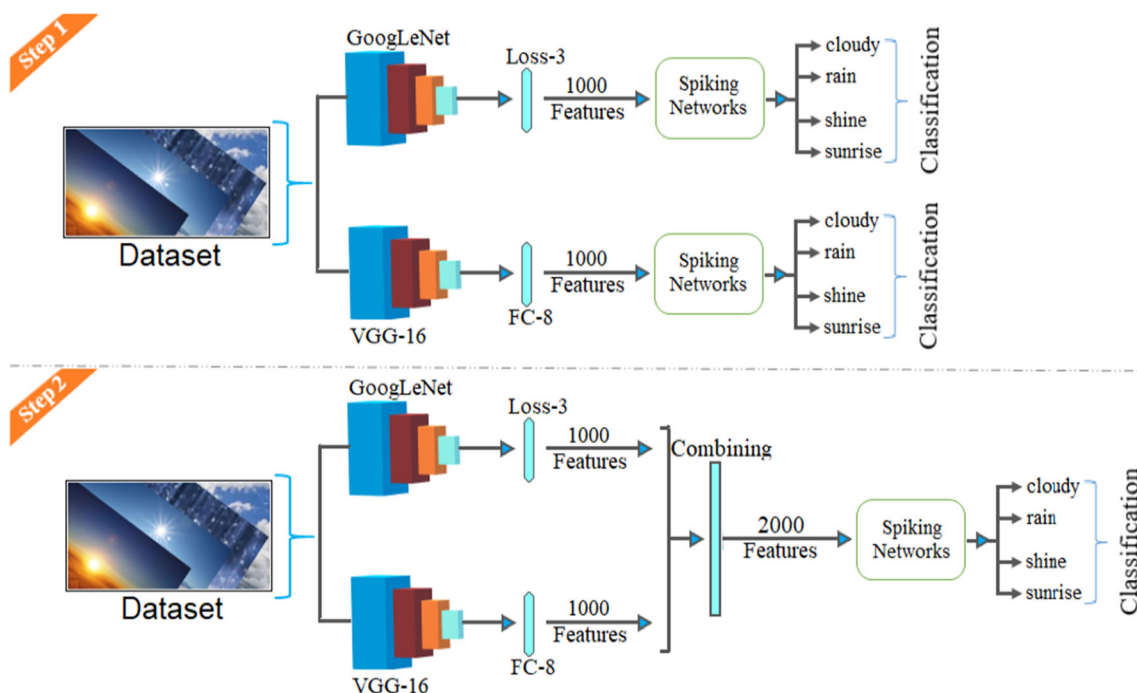 Step 1
GoogLeNet
Loss-3
1000
Features
Spiking
Networks
cloudy
rain
shine
sunrise
Classification
Dataset
VGG-16
FC-8
1000
Features
Spiking
Networks
cloudy
rain
shine
sunrise
Classification
Step 2
GoogLeNet
Loss-3
1000
Features
Combining
2000
Features
Spiking
Networks
cloudy
rain
shine
sunrise
Classification
Dataset
VGG-16
FC-8
1000
Features